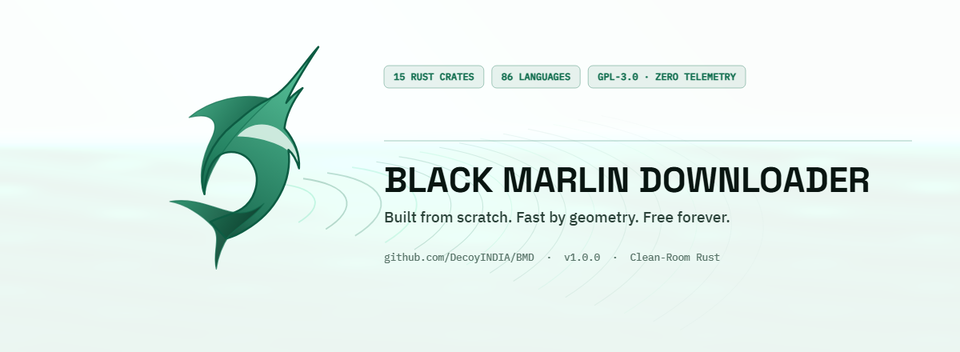 15 RUST CRATES 86 LANGUAGES GPL-3.0 · ZERO TELEMETRY
BLACK MARLIN DOWNLOADER
Built from scratch. Fast by geometry. Free forever.
github.com/DecoyINDIA/BMD · v1.0.0 · Clean-Room Rust